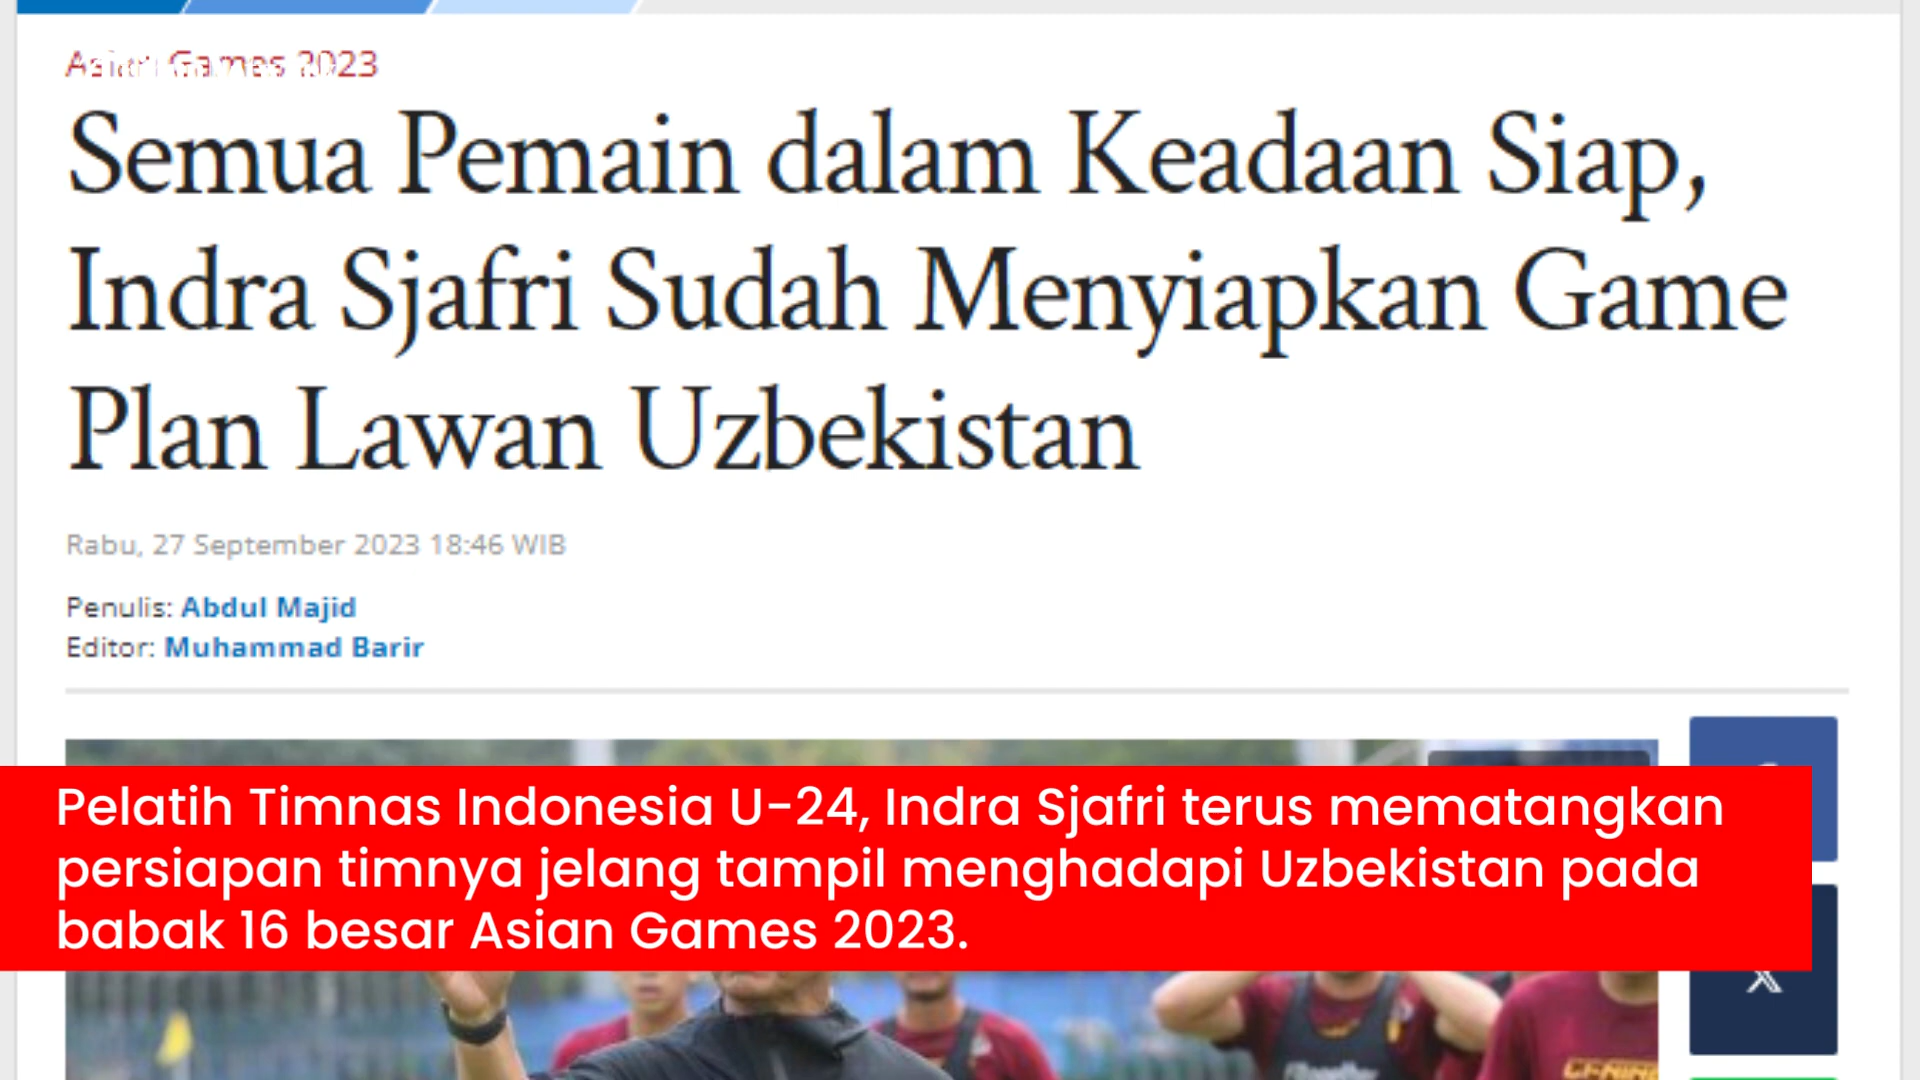 Asian Games 2023
Semua Pemain dalam Keadaan Siap,
Indra Sjafri Sudah Menyiapkan Game
Plan Lawan Uzbekistan
Rabu, 27 September 2023 18:46 WIB
Penulis: Abdul Majid
Editor: Muhammad Barir
Pelatih Timnas Indonesia U-24, Indra Sjafri terus mematangkan
persiapan timnya jelang tampil menghadapi Uzbekistan pada
babak 16 besar Asian Games 2023.